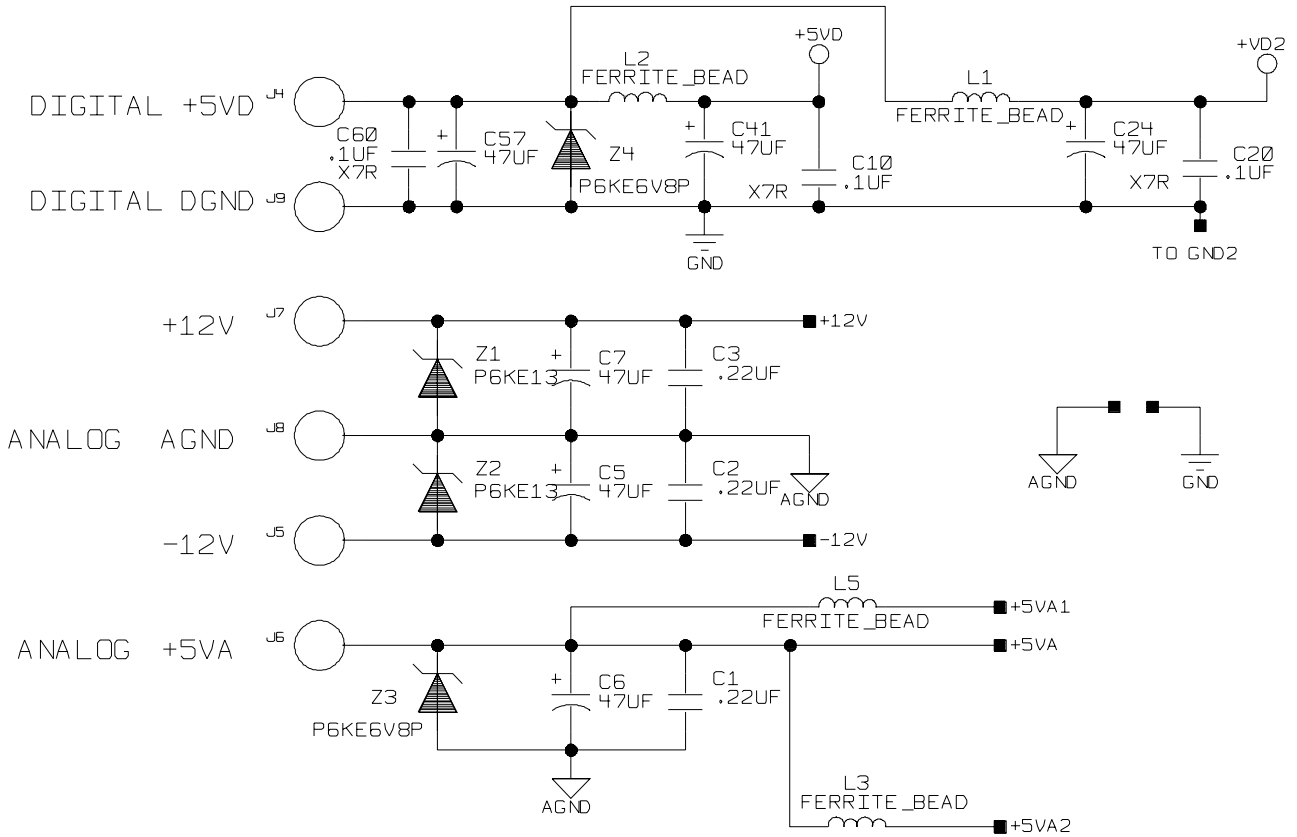 +5VD
+VD2
L2
FERRITE_BEAD
L1
FERRITE_BEAD
DIGITAL +5VD J4
C60
.1UF
X7R
+
C57
47UF
Z4
P6KE6V8P
+
C41
47UF
C10
.1UF
X7R
+
C24
47UF
C20
.1UF
X7R
DIGITAL DGND J9
GND
TO GND2
+12V J7
+12V
Z1
P6KE13
+
C7
47UF
C3
.22UF
ANALOG AGND J8
Z2
P6KE13
+
C5
47UF
C2
.22UF
AGND
AGND
GND
-12V J5
-12V
L5
FERRITE_BEAD
+5VA1
ANALOG +5VA J6
+5VA
Z3
P6KE6V8P
+
C6
47UF
C1
.22UF
AGND
L3
FERRITE_BEAD
+5VA2